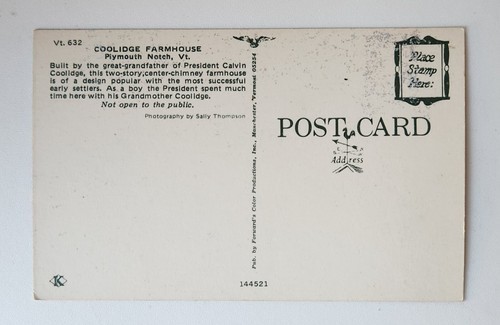 Vt. 632
COOLIDGE FARMHOUSE
Plymouth Notch, Vt.
Built by the great-grandfather of President Calvin
Coolidge, this two-story,center-chimney farmhouse
is of a design popular with the most successful
early settlers. As a boy the President spent much
time here with his Grandmother Coolidge.
Not open to the public.
Photography by Sally Thompson
Pub. by Forward's Color Productions, Inc., Manchester, Vermont 05254
Place
Stamp
Here:
POST CARD
Address
K
144521